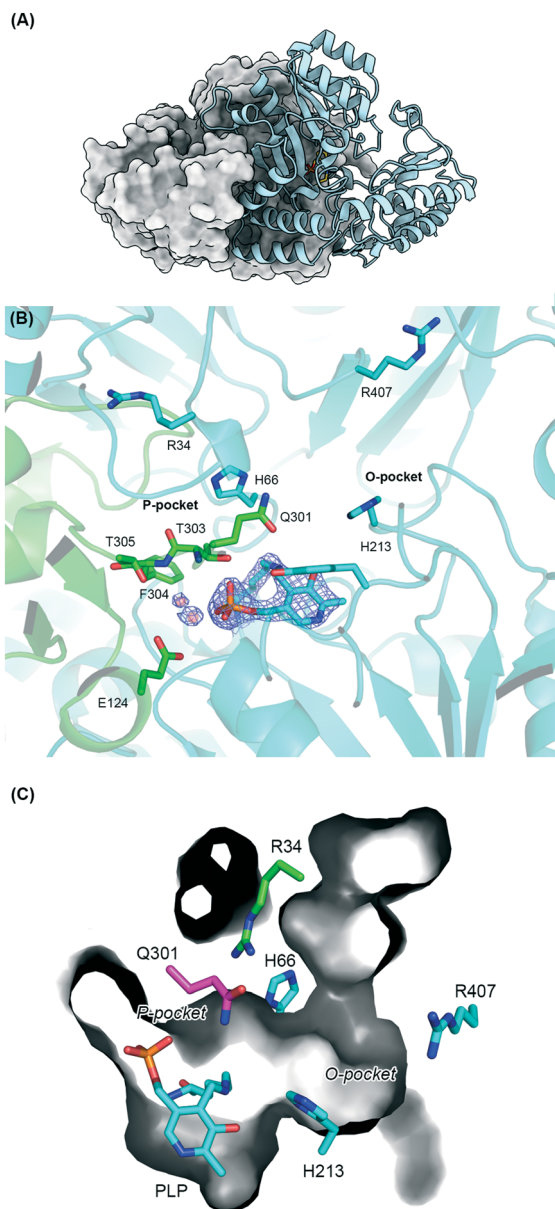 (A)
(B)
R407
R34
H66
P-pocket
O-pocket
T303
Q301
T305
H213
F304
E124
(C)
R34
Q301
H66
P-pocket
R407
O-pocket
H213
PLP